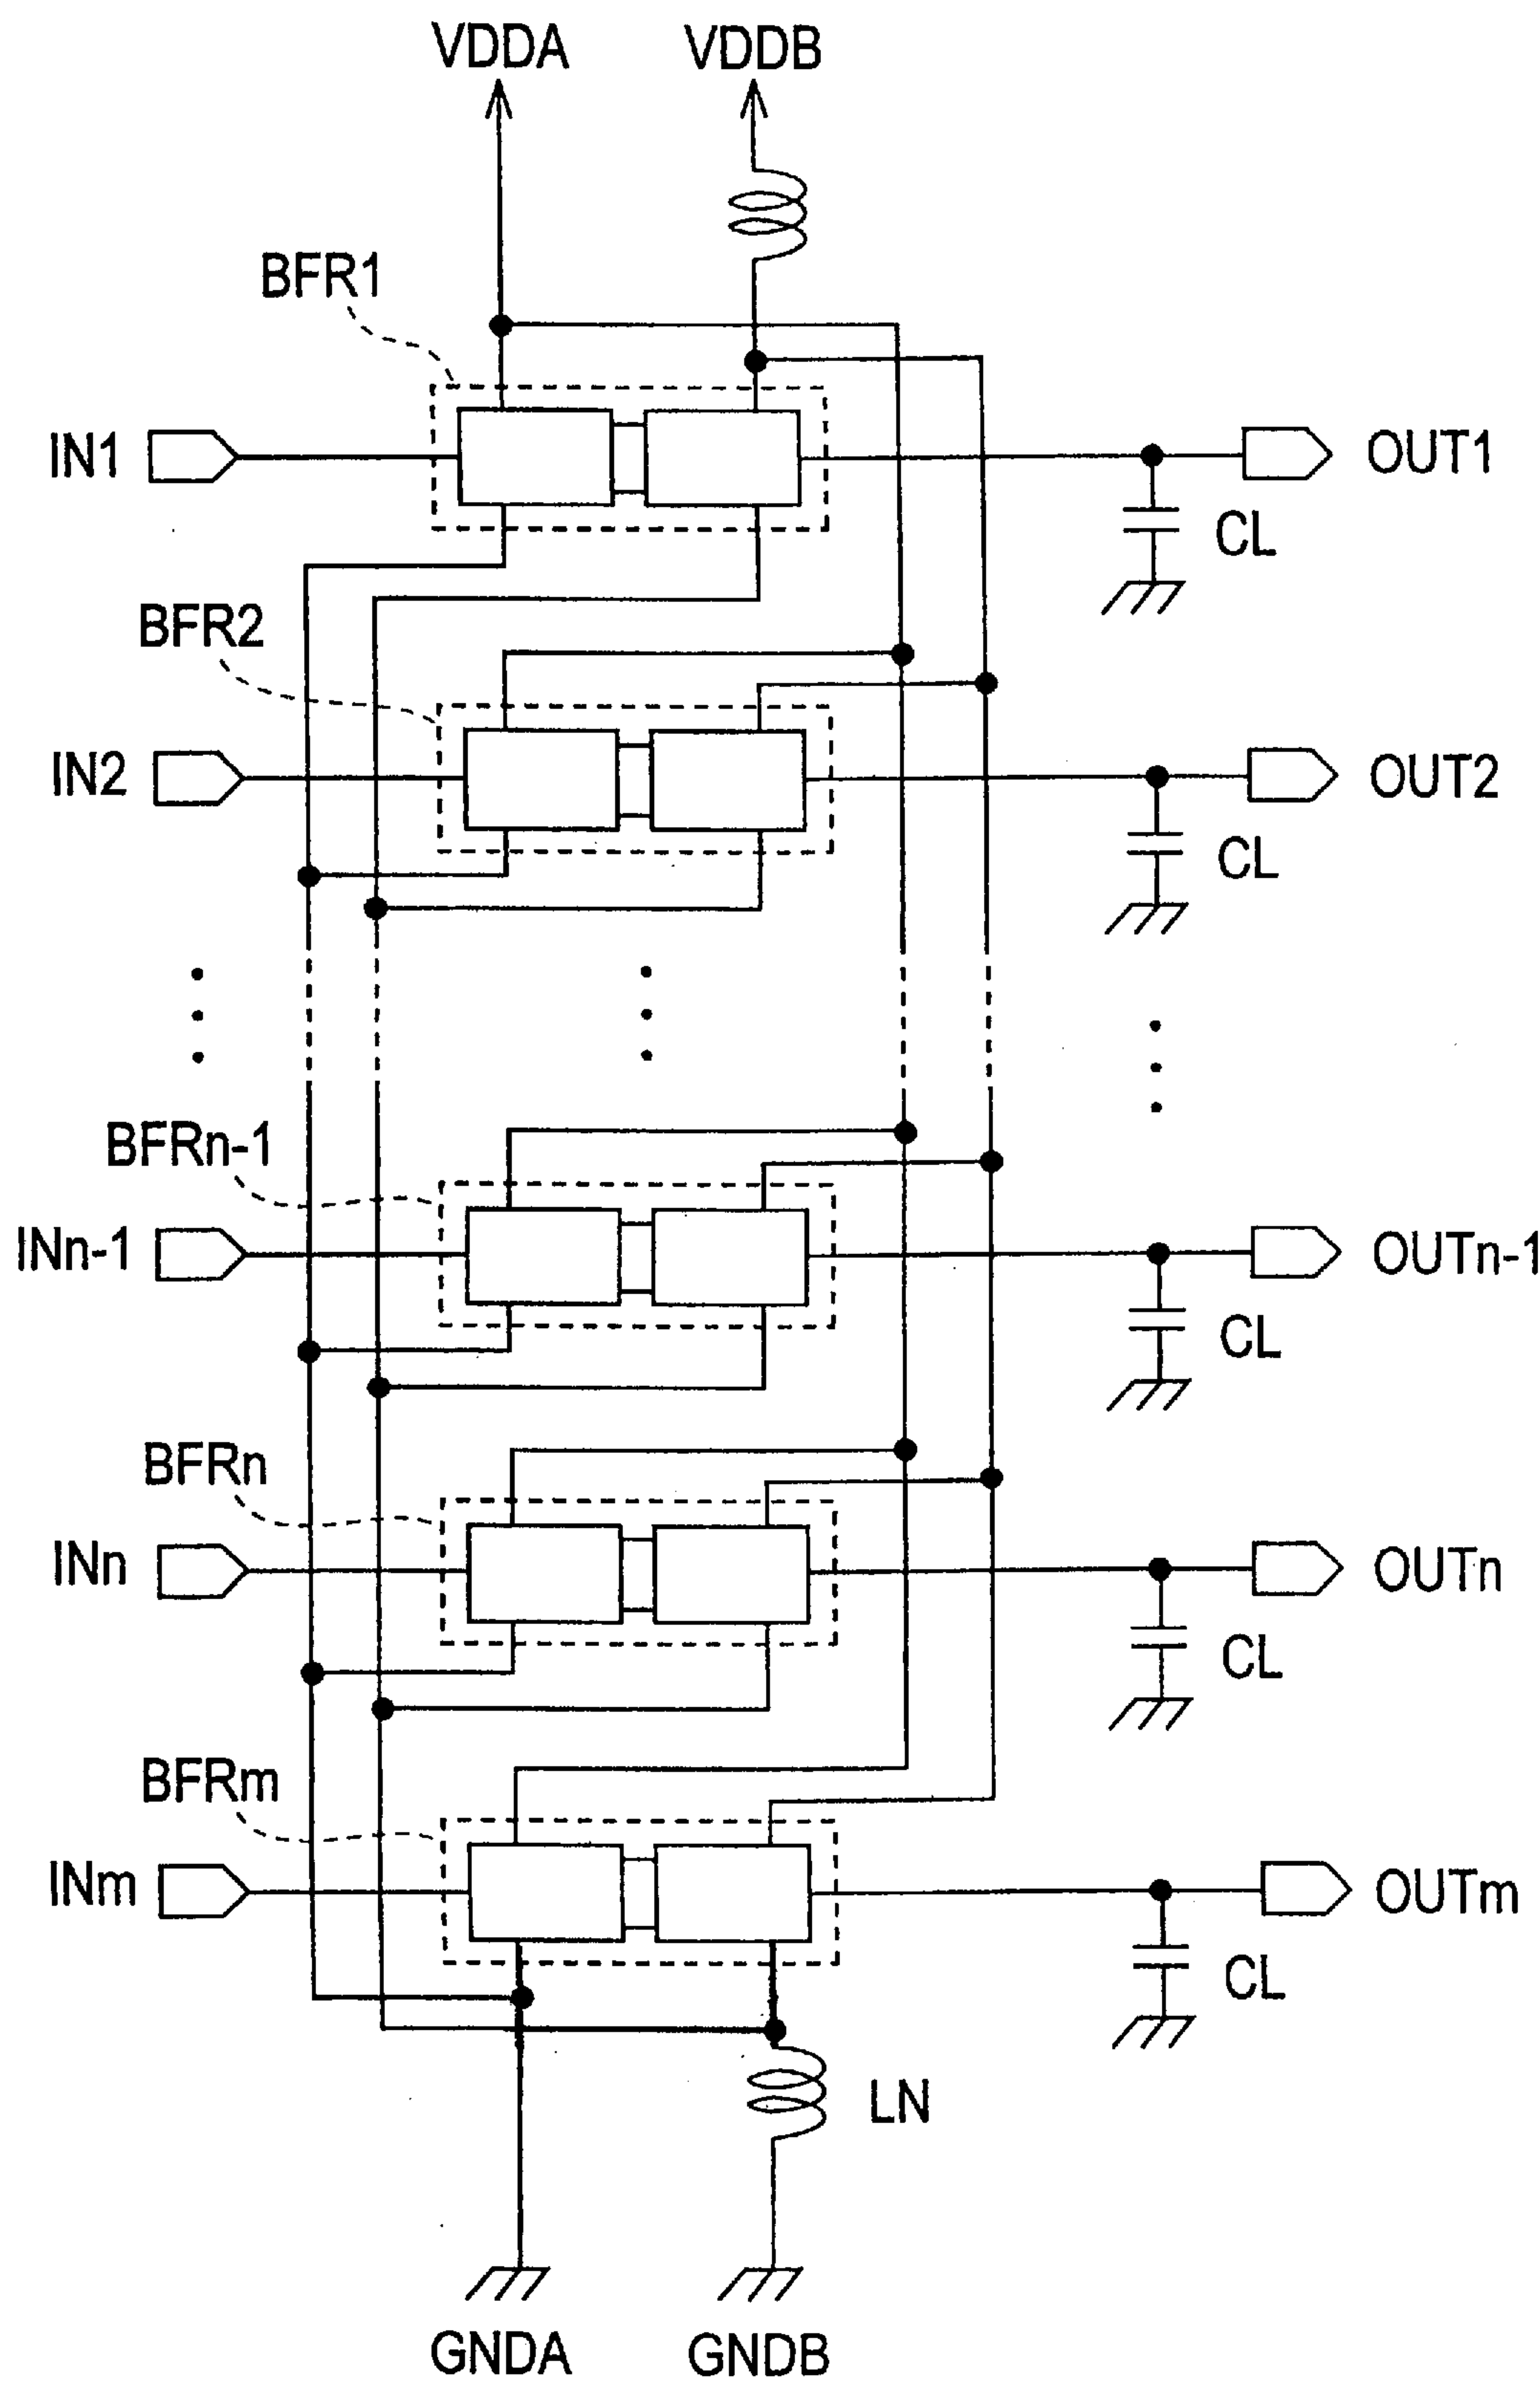 VDDA VDDB
BFR1
IN1 OUT1
CL
BFR2
IN2 OUT2
CL
BFRn-1
INn-1 OUTn-1
CL
BFRn
INn OUTn
CL
BFRm
INm OUTm
CL
LN
GNDA GNDB